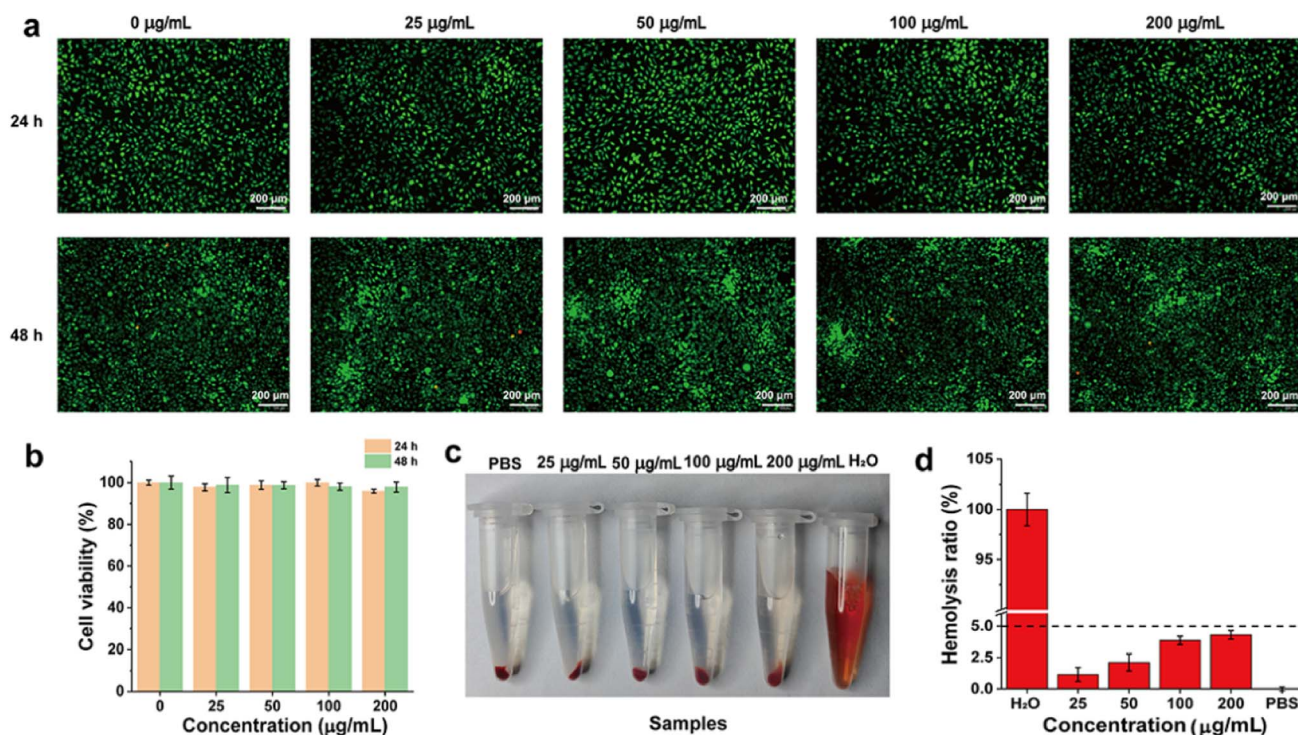 a
0 μg/mL 25 μg/mL 50 μg/mL 100 μg/mL 200 μg/mL
24 h
200 μm 200 μm 200 μm 200 μm 200 μm
48 h
200 μm 200 μm 200 μm 200 μm 200 μm
b
24 h
48 h
Cell viability (%)
100
80
60
40
20
0
0 25 50 100 200
Concentration (μg/mL)
c
PBS 25 μg/mL 50 μg/mL 100 μg/mL 200 μg/mL H₂O
Samples
d
Hemolysis ratio (%)
105
100
95
5.0
2.5
0.0
H₂O 25 50 100 200 PBS
Concentration (μg/mL)